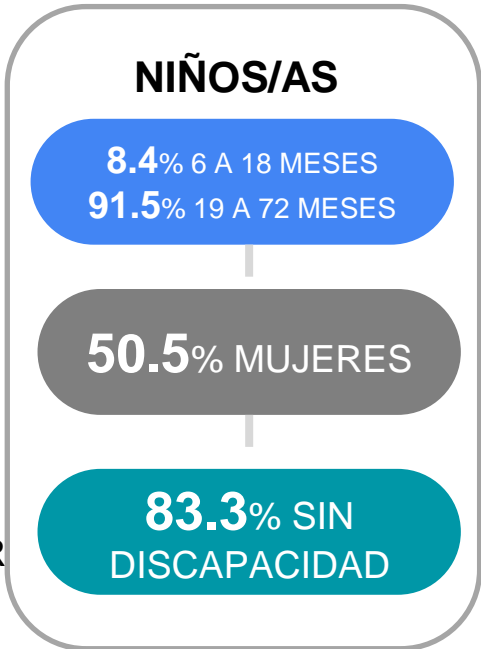 NIÑOS/AS
8.4% 6 A 18 MESES
91.5% 19 A 72 MESES
50.5% MUJERES
83.3% SIN
DISCAPACIDAD
R